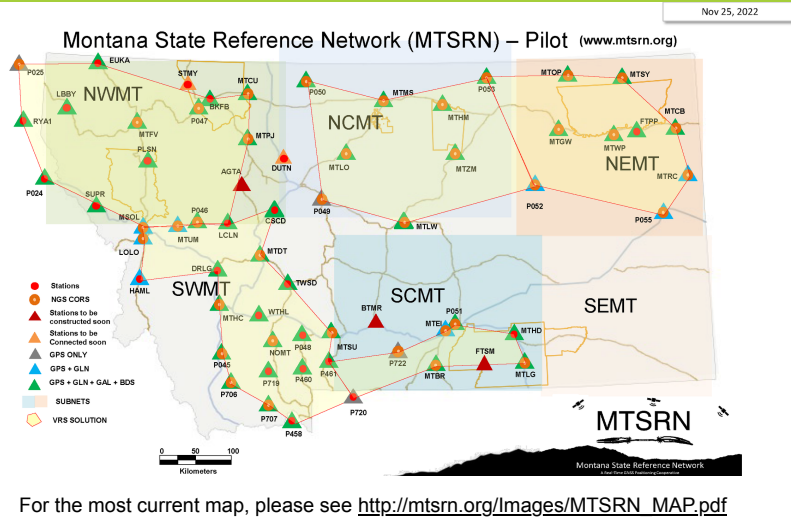 Nov 25, 2022
Montana State Reference Network (MTSRN) – Pilot (www.mtsrn.org)
EUKA
P025
STMY
MTCU
P050
MTMS
P053
MTOP
MTSY
LBBY
NWMT
BKFB
P047
RYA1
MTFV
MTPJ
NCMT
MTHM
MTCB
FTPP
MTGW
MTWP
PLSN
DUTN
MTLO
MTZM
NEMT
AGTA
MTRC
P024
SUPR
P049
P052
MSOL
P046
CSCD
P055
MTUM
LCLN
MTLW
LOLO
MTDT
DRLG
HAML
SWMT
TWSD
SCMT
SEMT
BTMR
P051
MTHC
WTHL
MTEL
MTHD
P048
MTSU
NOMT
P045
P722
FTSM
P719
P460
P461
MTBR
MTLG
P706
P720
P707
P458
Stations
NGS CORS
Stations to be
constructed soon
Stations to be
Connected soon
GPS ONLY
GPS + GLN
GPS + GLN + GAL + BDS
SUBNETS
VRS SOLUTION
0 50 100
Kilometers
MTSRN
Montana State Reference Network
A Real-Time GNSS Positioning Cooperative
For the most current map, please see http://mtsrn.org/Images/MTSRN_MAP.pdf